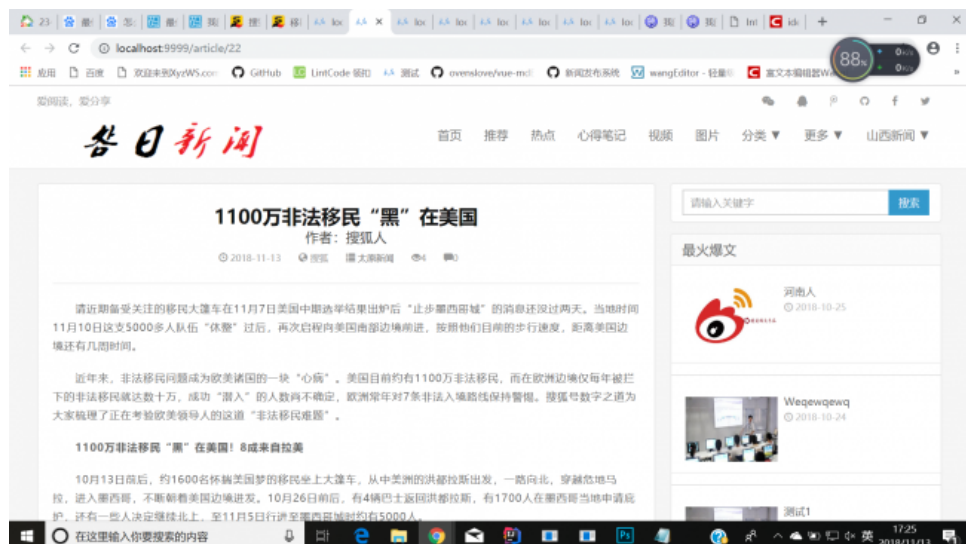 localhost:9999/article/22
应用 百度 欢迎来到XyzWS.com GitHub LintCode 领扣 测试 ovenslove/vue-mdl 新闻发布系统 wangEditor - 轻量
88%
爱阅读，爱分享
首页 推荐 热点 心得笔记 视频 图片 分类 ▼ 更多 ▼ 山西新闻 ▼
日新闻
1100万非法移民“黑”在美国
作者：搜狐人
2018-11-13 搜狐 太原新闻 4 0
请输入关键字 搜索
最火爆文
河南人
2018-10-25
Weqewqewq
2018-10-24
测试1
请近期备受关注的移民大篷车在11月7日美国中期选举结果出炉后“止步墨西哥城”的消息还没过两天。当地时间
11月10日这支5000多人队伍“休整”过后，再次启程向美国南部边境前进，按照他们目前的步行速度，距离美国边
境还有几周时间。
近年来，非法移民问题成为欧美诸国的一块“心病”。美国目前约有1100万非法移民，而在欧洲边境仅每年被拦
下的非法移民就达数十万，成功“潜入”的人数尚不确定，欧洲常年对7条非法入境路线保持警惕。搜狐号数字之道为
大家梳理了正在考验欧美领导人的这道“非法移民难题”。
1100万非法移民“黑”在美国！8成来自拉美
10月13日前后，约1600名怀揣美国梦的移民坐上大篷车，从中美洲的洪都拉斯出发，一路向北，穿越危地马
拉，进入墨西哥，不断朝着美国边境进发。10月26日前后，有4辆巴士返回洪都拉斯，有1700人在墨西哥当地申请庇
护，还有一些人决定继续北上，至11月5日行进至墨西哥城时约有5000人。
在这里输入你要搜索的内容
英
17:25
2018/11/13